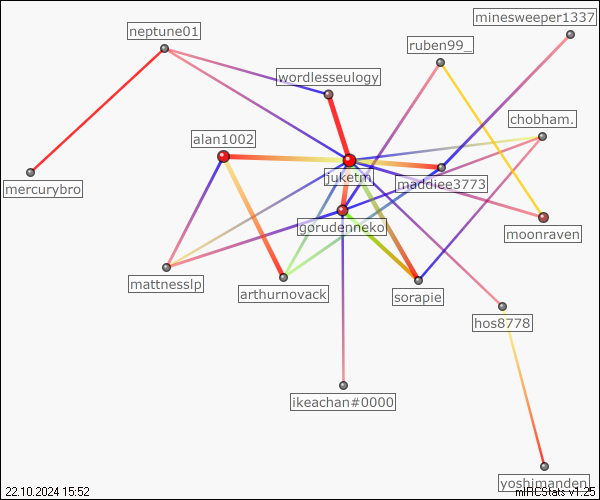 minesweeper1337
neptune01
ruben99_
wordlesseulogy
chobham.
alan1002
juketm
maddiee3773
mercurybro
gorudenneko
moonraven
mattnesslp
arthurnovack
sorapie
hos8778
ikeachan#0000
yoshimanden
22.10.2024 15:52
mIRCStats v1.25